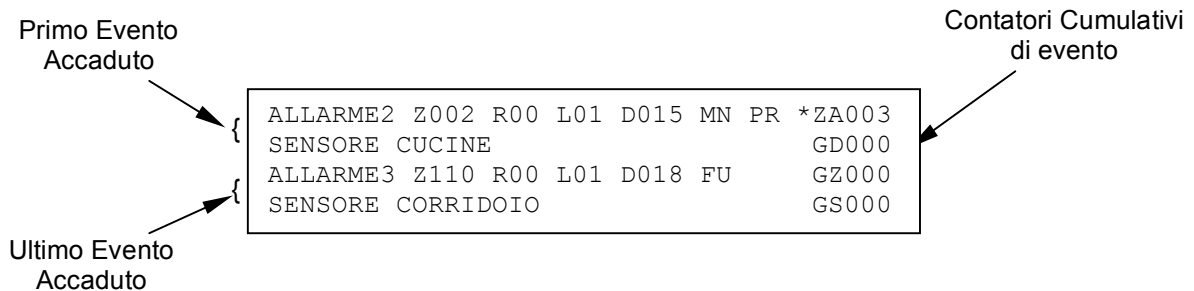 Primo Evento
Accaduto
Contatori Cumulativi
di evento
{
ALLARME2 Z002 R00 L01 D015 MN PR *ZA003
SENSORE CUCINE GD000
{
ALLARME3 Z110 R00 L01 D018 FU GZ000
SENSORE CORRIDOIO GS000
Ultimo Evento
Accaduto